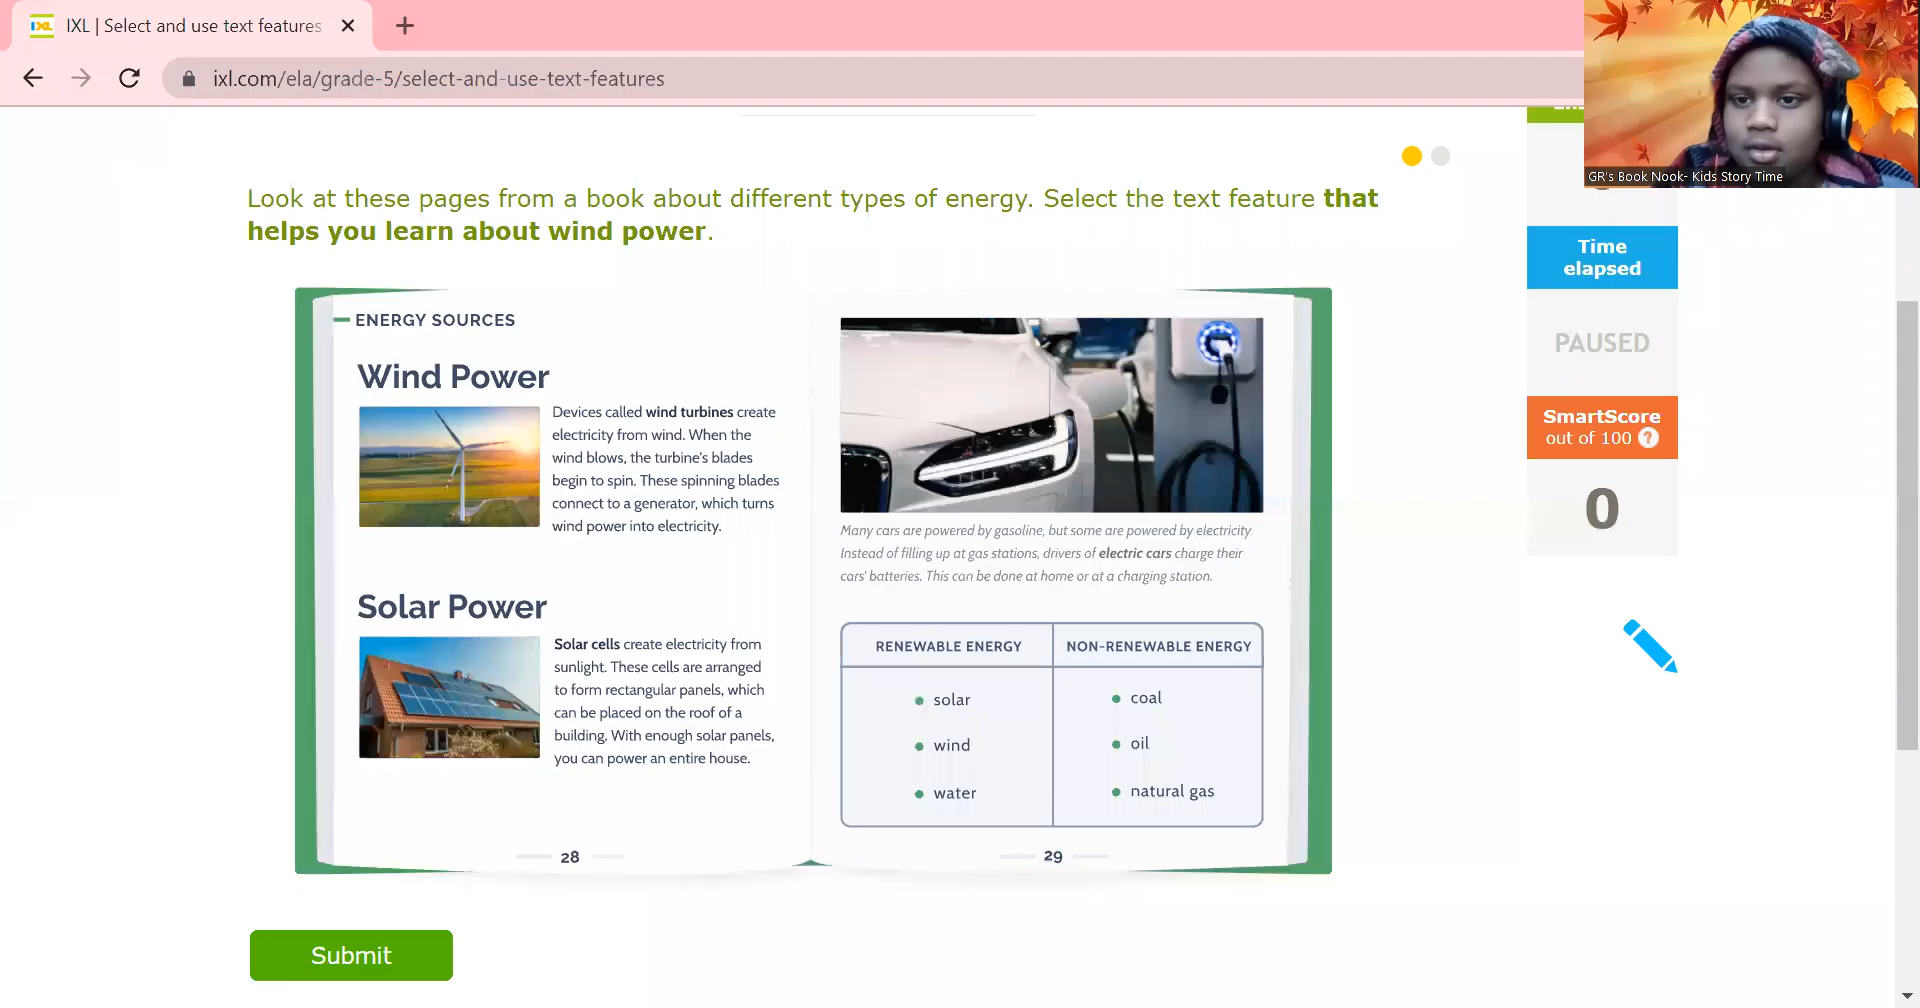 IXL | Select and use text features
ixl.com/ela/grade-5/select-and-use-text-features
GR's Book Nook- Kids Story Time
Look at these pages from a book about different types of energy. Select the text feature that
helps you learn about wind power.
ENERGY SOURCES
Wind Power
Devices called wind turbines create
electricity from wind. When the
wind blows, the turbine's blades
begin to spin. These spinning blades
connect to a generator, which turns
wind power into electricity.
Solar Power
Solar cells create electricity from
sunlight. These cells are arranged
to form rectangular panels, which
can be placed on the roof of a
building. With enough solar panels,
you can power an entire house.
28
Many cars are powered by gasoline, but some are powered by electricity.
Instead of filling up at gas stations, drivers of electric cars charge their
cars' batteries. This can be done at home or at a charging station.
RENEWABLE ENERGY NON-RENEWABLE ENERGY
solar coal
wind oil
water natural gas
29
Time
elapsed
PAUSED
SmartScore
out of 100 ?
0
Submit